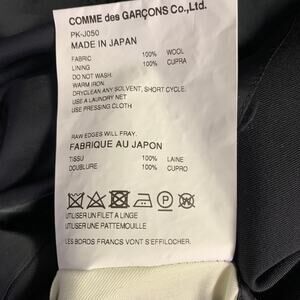 COMME des GARÇONS Co., Ltd.
PK-J050
MADE IN JAPAN
FABRIC 100% WOOL
LINING 100% CUPRA
DO NOT WASH
WARM IRON
DRYCLEAN ANY SOLVENT, SHORT CYCLE.
USE A LAUNDRY NET
USE PRESSING CLOTH
RAW EDGES WILL FRAY.
FABRIQUE AU JAPON
TISSU 100% LAINE
DOUBLURE 100% CUPRO
UTILISER UN FILET A LINGE
UTILISER UNE PATTEMOUILLE
LES BORDS FRANCS VONT S'EFFILOCHER.